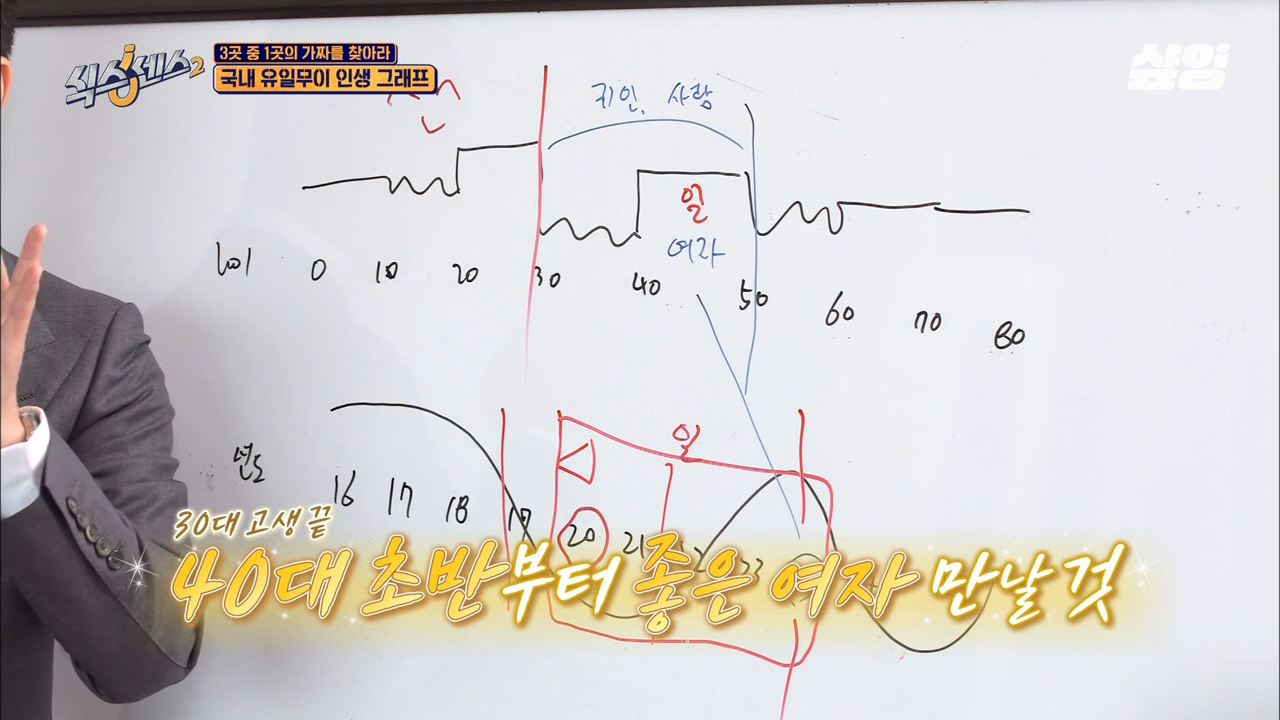 식스센스2
3곳 중 1곳의 가짜를 찾아라
국내 유일무이 인생 그래프
샾잉
귀인, 사람
일
여자
나이 0 10 20 30 40 50 60 70 80
일
년도 16 17 18 19 20 21
30대 고생 끝
40대 초반부터 좋은 여자 만날 것